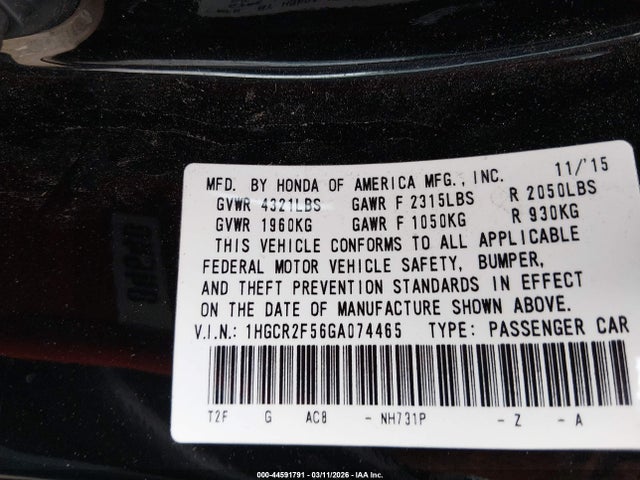 MFD. BY HONDA OF AMERICA MFG., INC. 11/'15
GVWR 4321LBS GAWR F 2315LBS R 2050LBS
GVWR 1960KG GAWR F 1050KG R 930KG
THIS VEHICLE CONFORMS TO ALL APPLICABLE
FEDERAL MOTOR VEHICLE SAFETY, BUMPER,
AND THEFT PREVENTION STANDARDS IN EFFECT
ON THE DATE OF MANUFACTURE SHOWN ABOVE.
V.I.N.: 1HGCR2F56GA074465 TYPE: PASSENGER CAR
T2F G AC8 - NH731P - Z - A
000-44591791 - 03/11/2026 - IAA Inc.